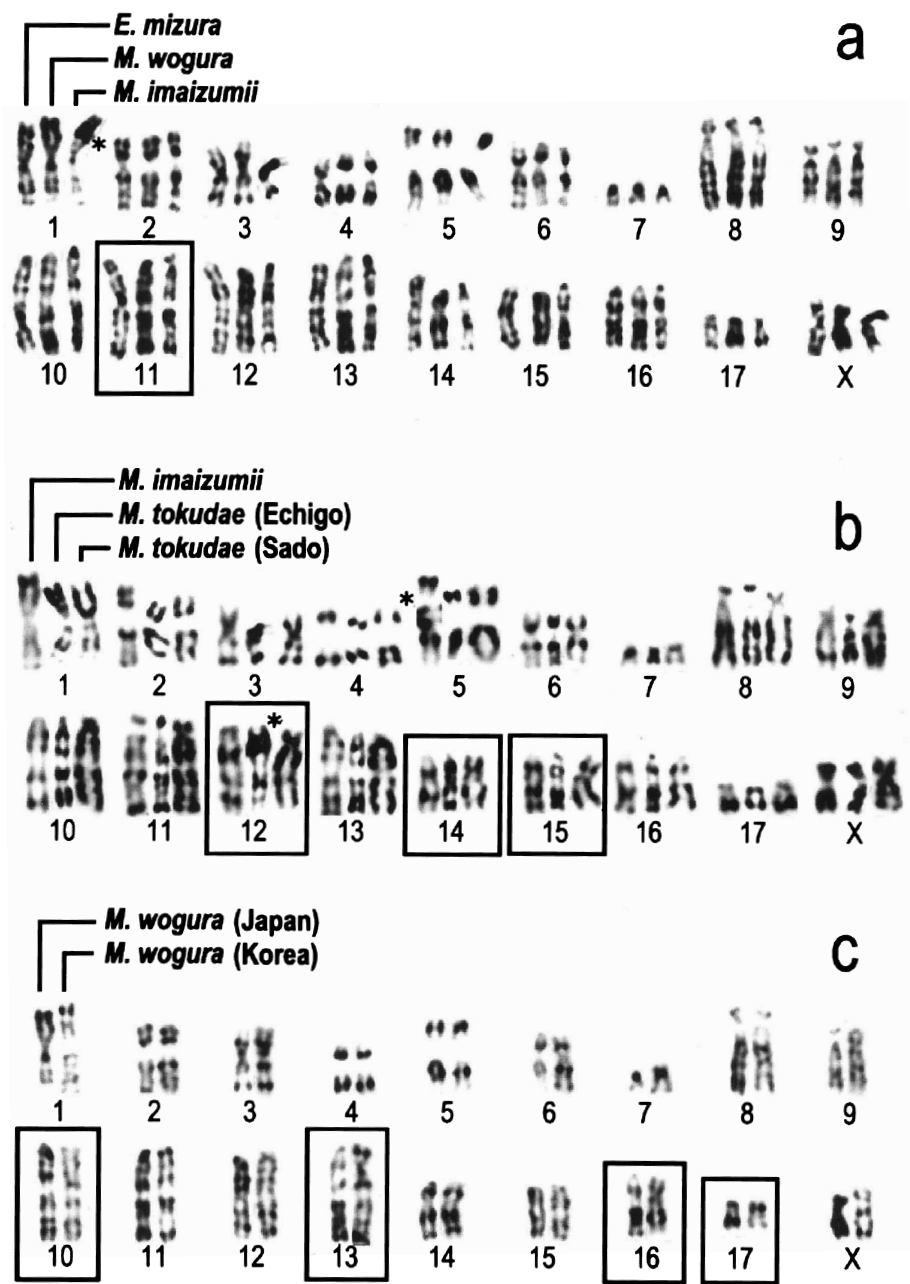 E. mizura
a
M. wogura
M. imaizumii
*
1 2 3 4 5 6 7 8 9
10 11 12 13 14 15 16 17 X
M. imaizumii
M. tokudae (Echigo)
b
M. tokudae (Sado)
*
1 2 3 4 5 6 7 8 9
*
10 11 12 13 14 15 16 17 X
M. wogura (Japan)
M. wogura (Korea)
c
1 2 3 4 5 6 7 8 9
10 11 12 13 14 15 16 17 X